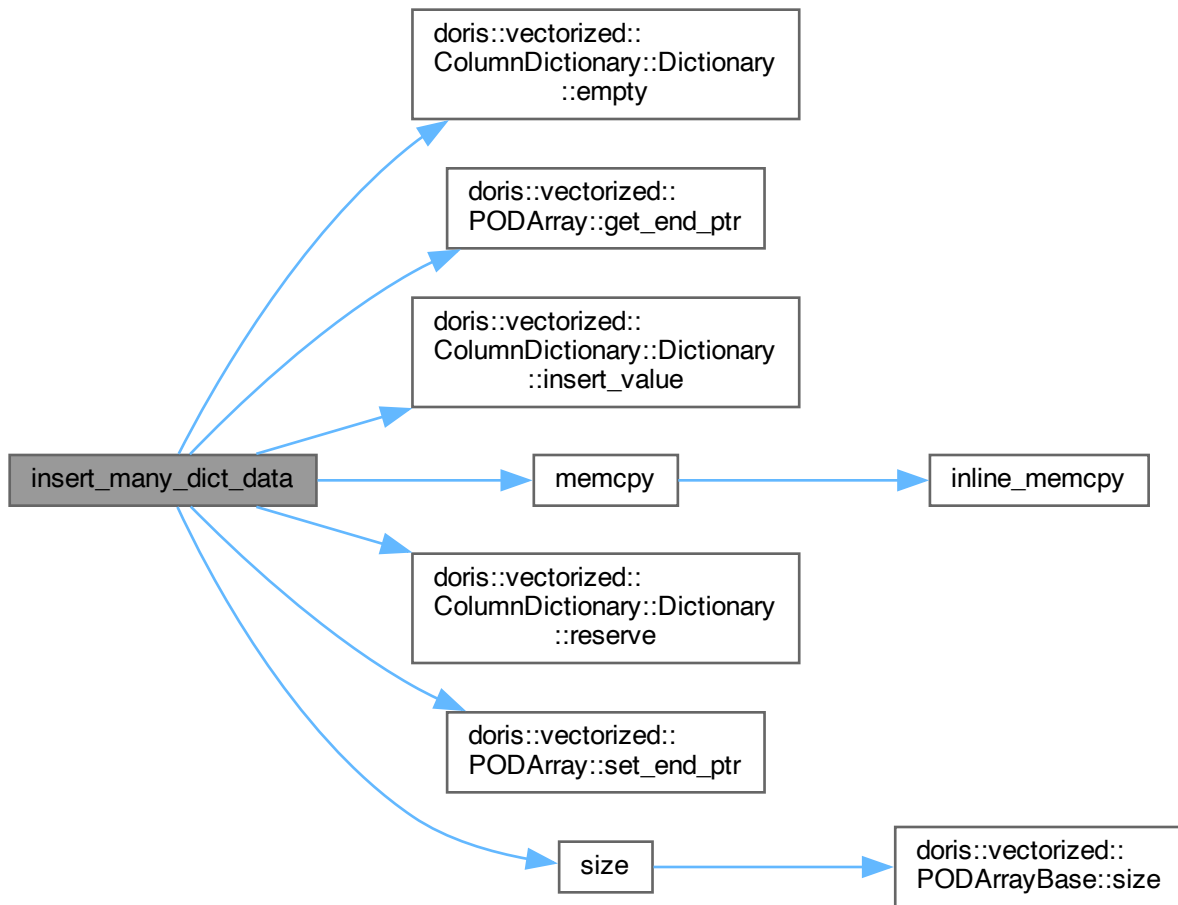 doris::vectorized::
ColumnDictionary::Dictionary
::empty
doris::vectorized::
PODArray::get_end_ptr
doris::vectorized::
ColumnDictionary::Dictionary
::insert_value
insert_many_dict_data
memcpy
inline_memcpy
doris::vectorized::
ColumnDictionary::Dictionary
::reserve
doris::vectorized::
PODArray::set_end_ptr
size
doris::vectorized::
PODArrayBase::size